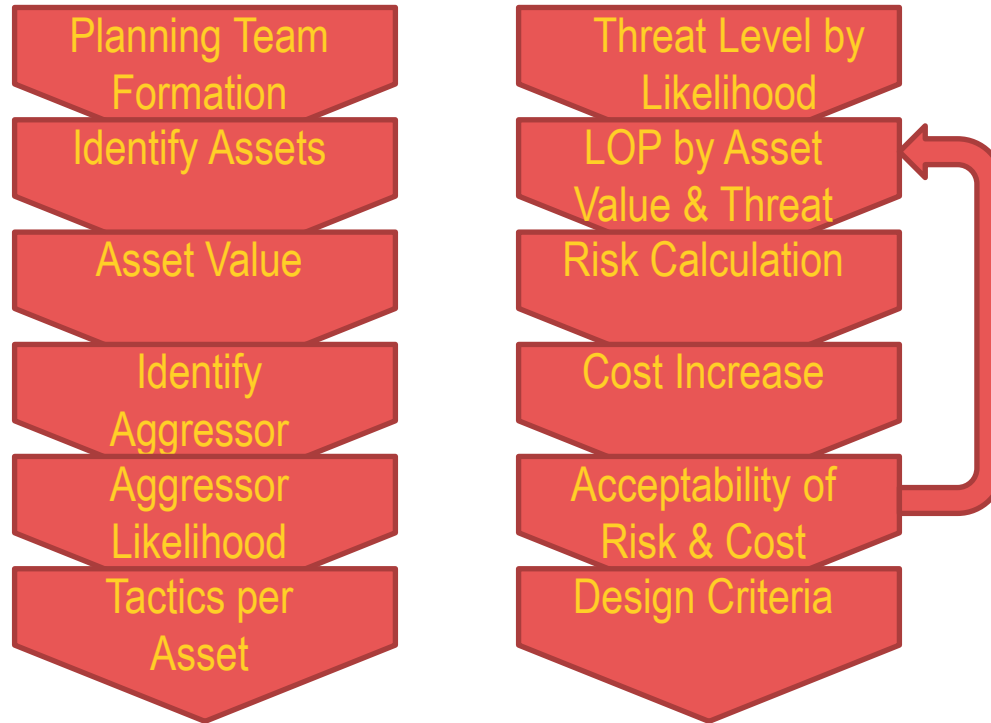 Planning Team
Formation
Identify Assets
Asset Value
Identify
Aggressor
Aggressor
Likelihood
Tactics per
Asset
Threat Level by
Likelihood
LOP by Asset
Value & Threat
Risk Calculation
Cost Increase
Acceptability of
Risk & Cost
Design Criteria